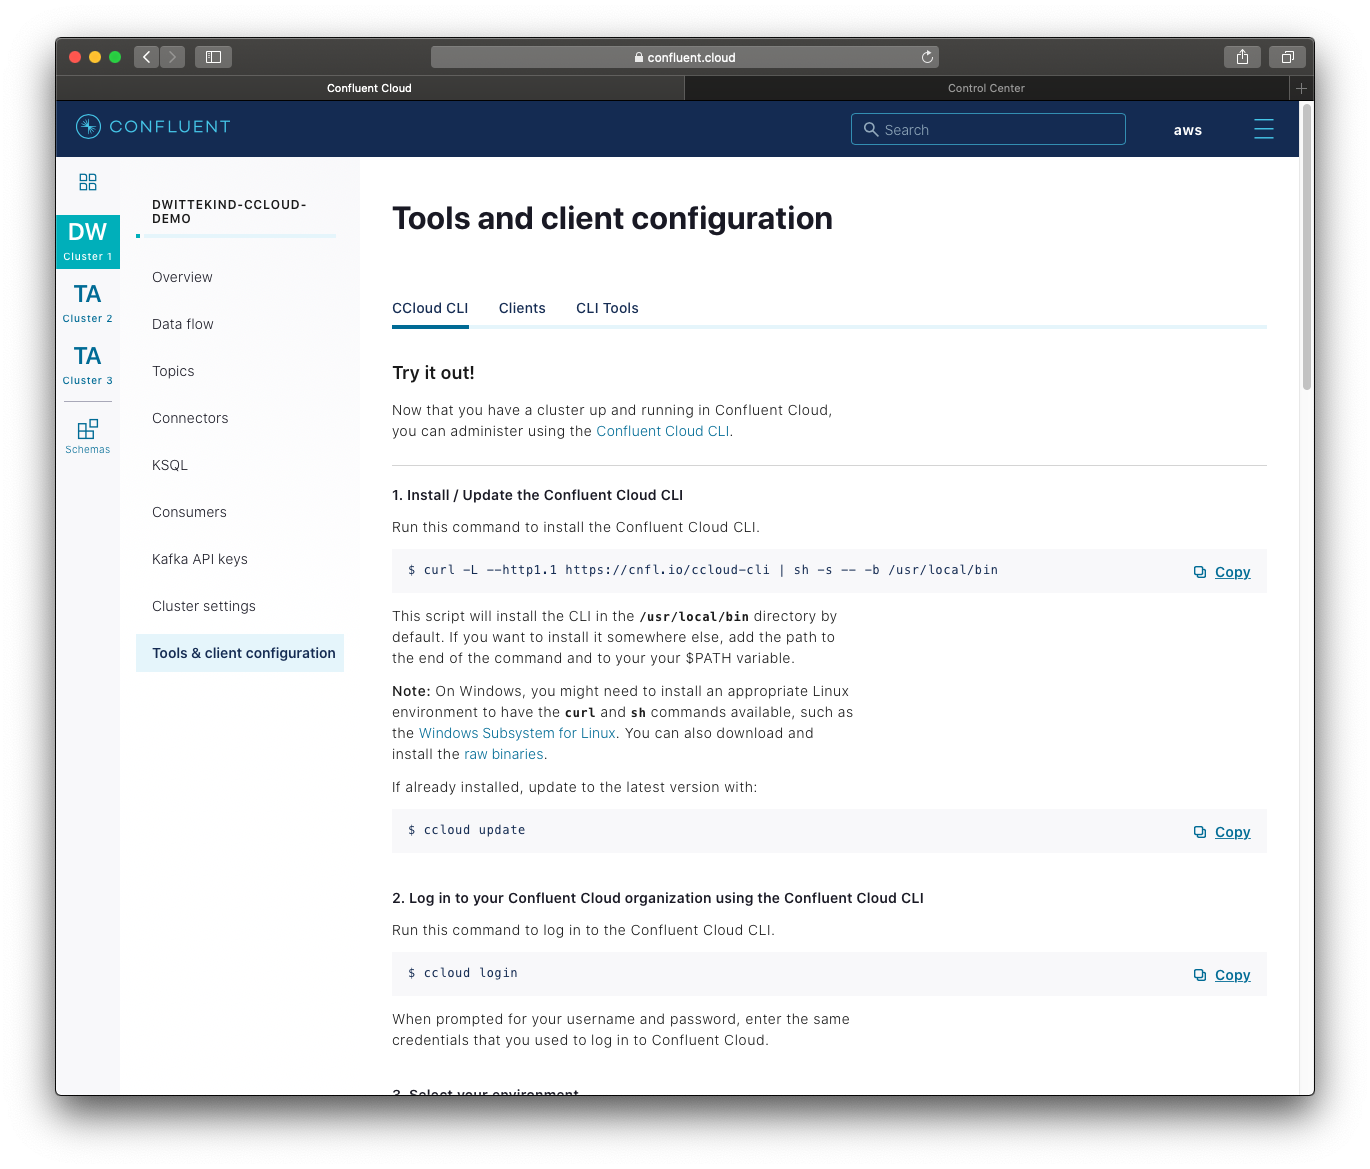 confluent.cloud
Confluent Cloud
Control Center
CONFLUENT
Search
aws
DW
Cluster 1
TA
Cluster 2
TA
Cluster 3
Schemas
DWITTEKIND-CCLOUD-
DEMO
Overview
Data flow
Topics
Connectors
KSQL
Consumers
Kafka API keys
Cluster settings
Tools & client configuration
Tools and client configuration
CCloud CLI
Clients
CLI Tools
Try it out!
Now that you have a cluster up and running in Confluent Cloud,
you can administer using the Confluent Cloud CLI.
1. Install / Update the Confluent Cloud CLI
Run this command to install the Confluent Cloud CLI.
$ curl -L --http1.1 https://cnfl.io/ccloud-cli | sh -s -- -b /usr/local/bin
Copy
This script will install the CLI in the /usr/local/bin directory by
default. If you want to install it somewhere else, add the path to
the end of the command and to your your $PATH variable.
Note: On Windows, you might need to install an appropriate Linux
environment to have the curl and sh commands available, such as
the Windows Subsystem for Linux. You can also download and
install the raw binaries.
If already installed, update to the latest version with:
$ ccloud update
Copy
2. Log in to your Confluent Cloud organization using the Confluent Cloud CLI
Run this command to log in to the Confluent Cloud CLI.
$ ccloud login
Copy
When prompted for your username and password, enter the same
credentials that you used to log in to Confluent Cloud.
3. Select your environment